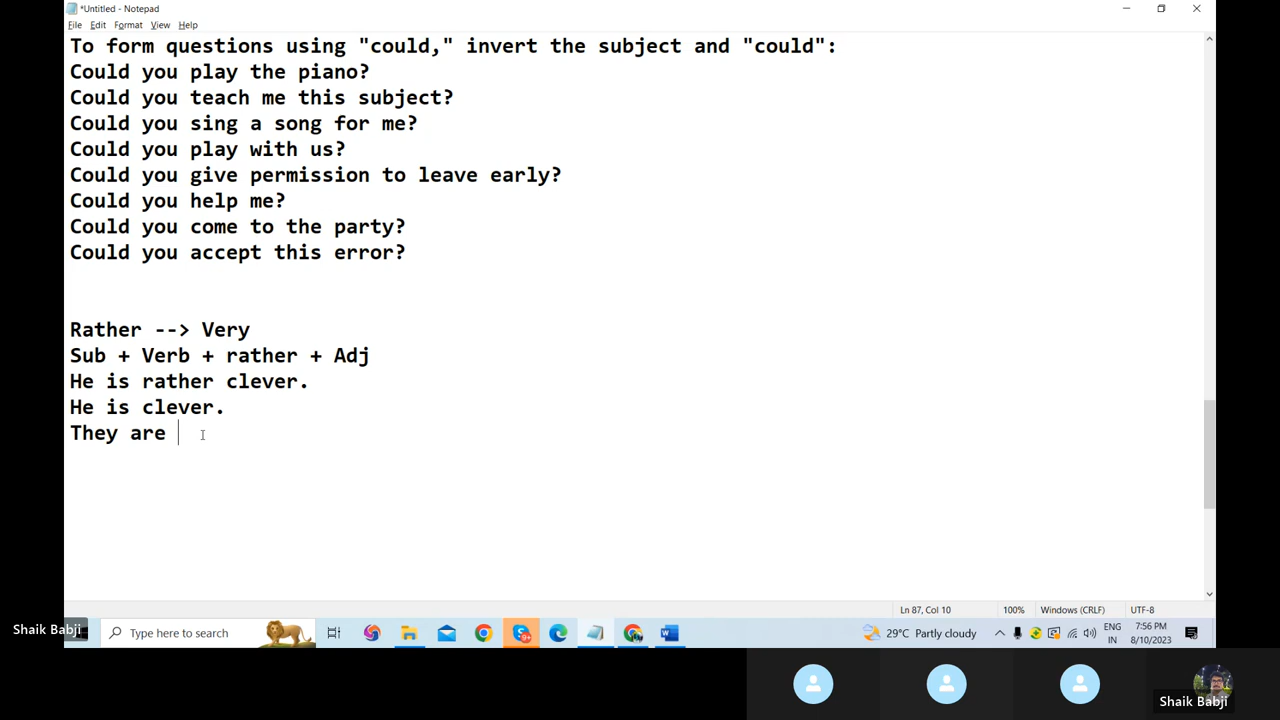 *Untitled - Notepad
File Edit Format View Help
To form questions using "could," invert the subject and "could":
Could you play the piano?
Could you teach me this subject?
Could you sing a song for me?
Could you play with us?
Could you give permission to leave early?
Could you help me?
Could you come to the party?
Could you accept this error?
Rather --> Very
Sub + Verb + rather + Adj
He is rather clever.
He is clever.
They are
Ln 87, Col 10 100% Windows (CRLF) UTF-8
Shaik Babji
Type here to search
29°C Partly cloudy
ENG
IN
7:56 PM
8/10/2023
Shaik Babji